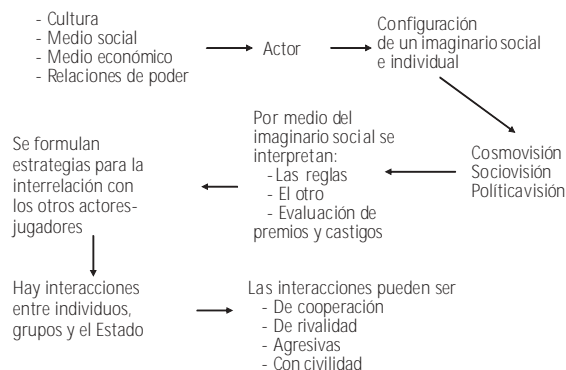 - Cultura
- Medio social
- Medio económico
- Relaciones de poder
Actor
Configuración
de un imaginario social
e individual
Cosmovisión
Sociovisión
Políticavisión
Por medio del
imaginario social se
interpretan:
- Las reglas
- El otro
- Evaluación de
premios y castigos
Se formulan
estrategias para la
interrelación con
los otros actores-
jugadores
Hay interacciones
entre individuos,
grupos y el Estado
Las interacciones pueden ser
- De cooperación
- De rivalidad
- Agresivas
- Con civilidad